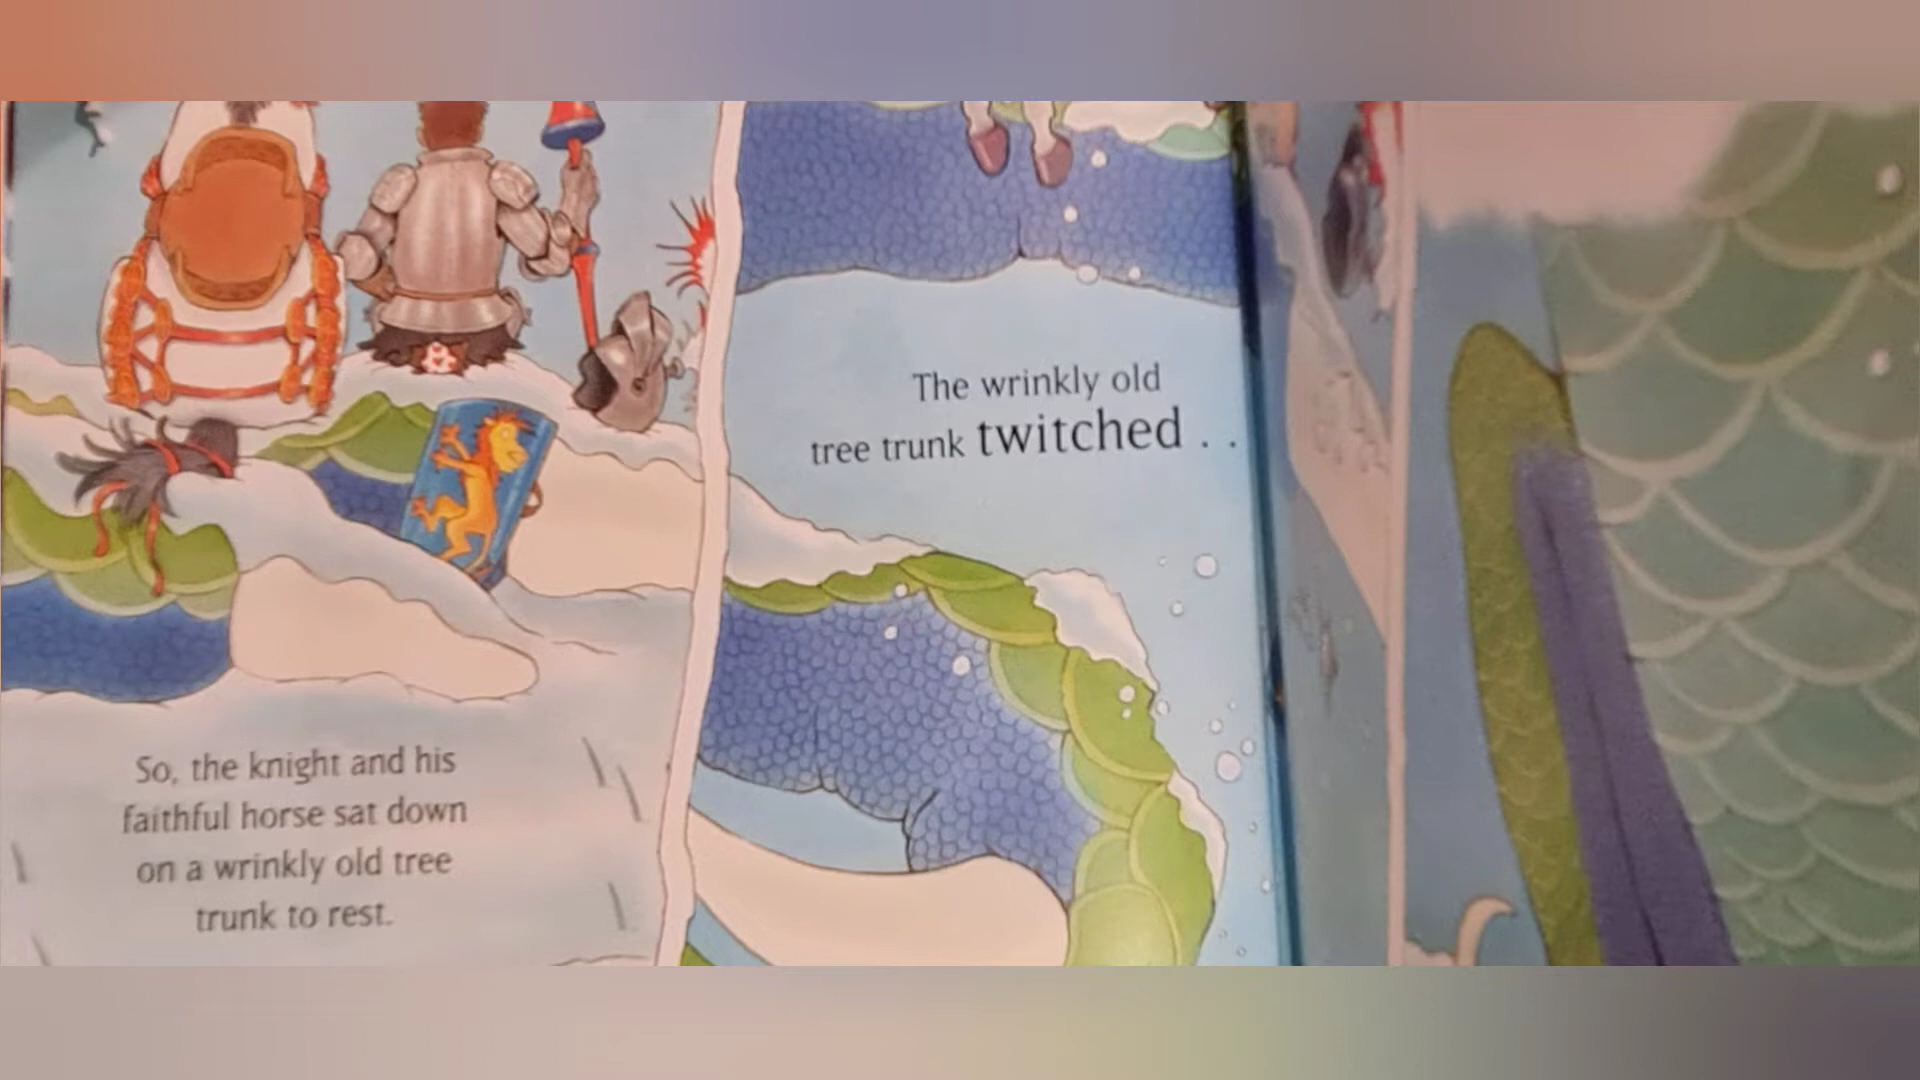 So, the knight and his
faithful horse sat down
on a wrinkly old tree
trunk to rest.
The wrinkly old
tree trunk twitched . .